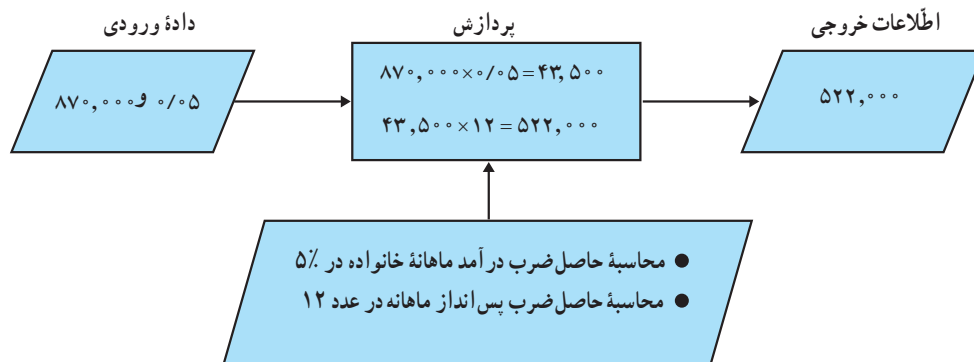 دادهٔ ورودی
پردازش
اطّلاعات خروجی
۸۷۰,۰۰۰ و ۰/۰۵
۸۷۰,۰۰۰×۰/۰۵=۴۳,۵۰۰
۴۳,۵۰۰×۱۲=۵۲۲,۰۰۰
۵۲۲,۰۰۰
● محاسبهٔ حاصل‌ضرب درآمد ماهانهٔ خانواده در ۵٪
● محاسبهٔ حاصل‌ضرب پس‌انداز ماهانه در عدد ۱۲